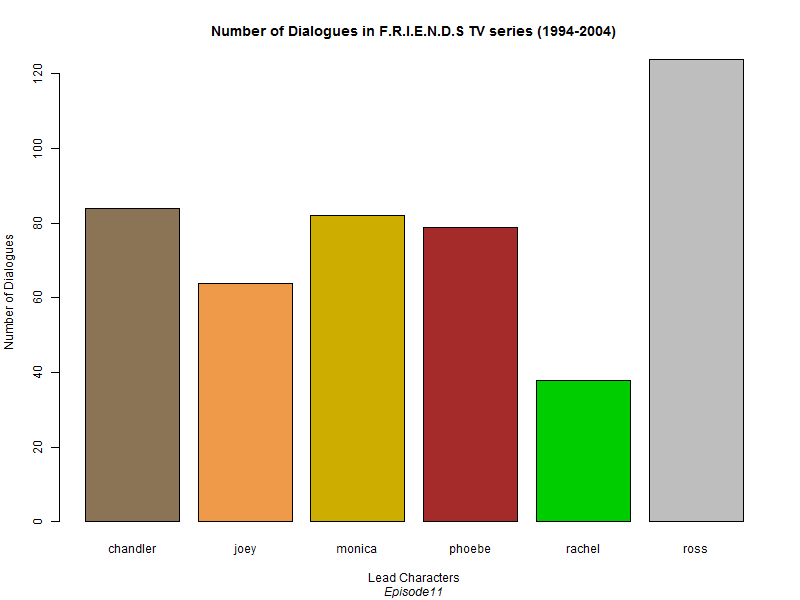 Number of Dialogues in F.R.I.E.N.D.S TV series (1994-2004)
Number of Dialogues
120
100
80
60
40
20
0
chandler joey monica phoebe rachel ross
Lead Characters
Episode11